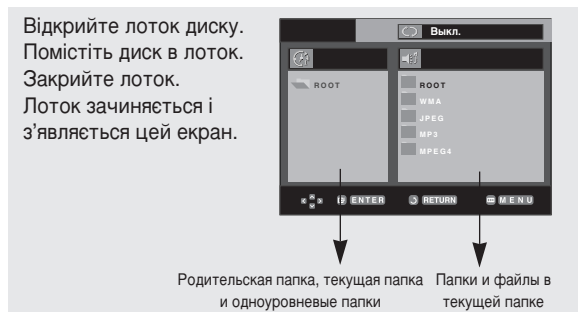 Відкрийте лоток диску.
Помістіть диск в лоток.
Закрийте лоток.
Лоток зачиняється і
з'являється цей екран.
Выкл.
ROOT
ROOT
WMA
JPEG
MP3
MPEG4
ENTER RETURN MENU
Родительская папка, текущая папка
и одноуровневые папки
Папки и файлы в
текущей папке